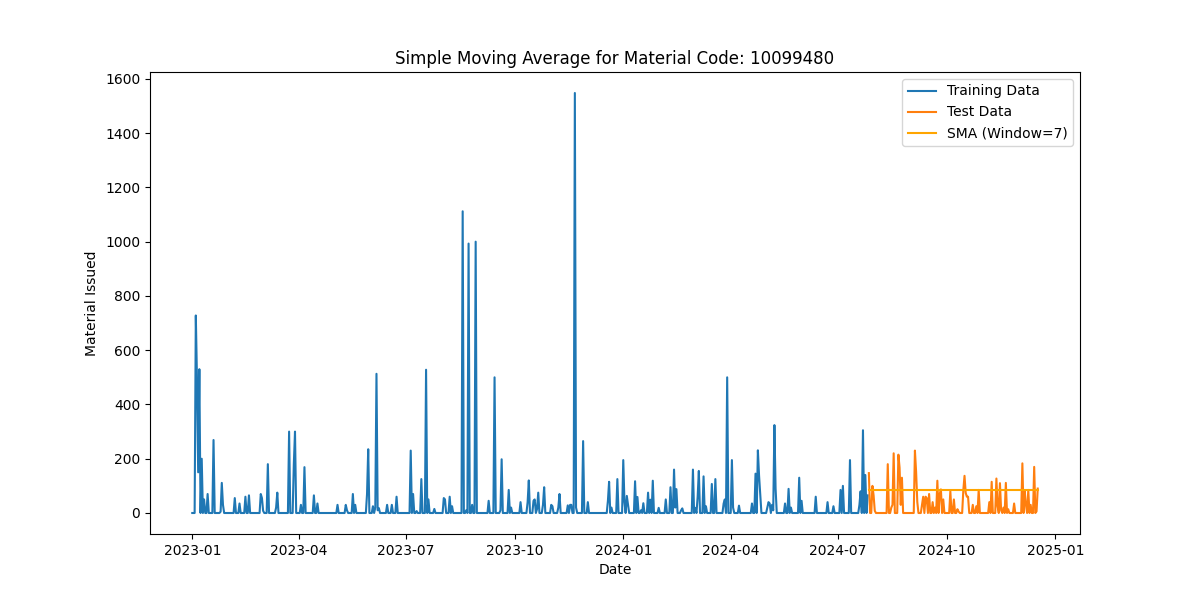 Simple Moving Average for Material Code: 10099480
1600
1400
1200
1000
800
600
400
200
0
Material Issued
Training Data
Test Data
SMA (Window=7)
2023-01 2023-04 2023-07 2023-10 2024-01 2024-04 2024-07 2024-10 2025-01
Date